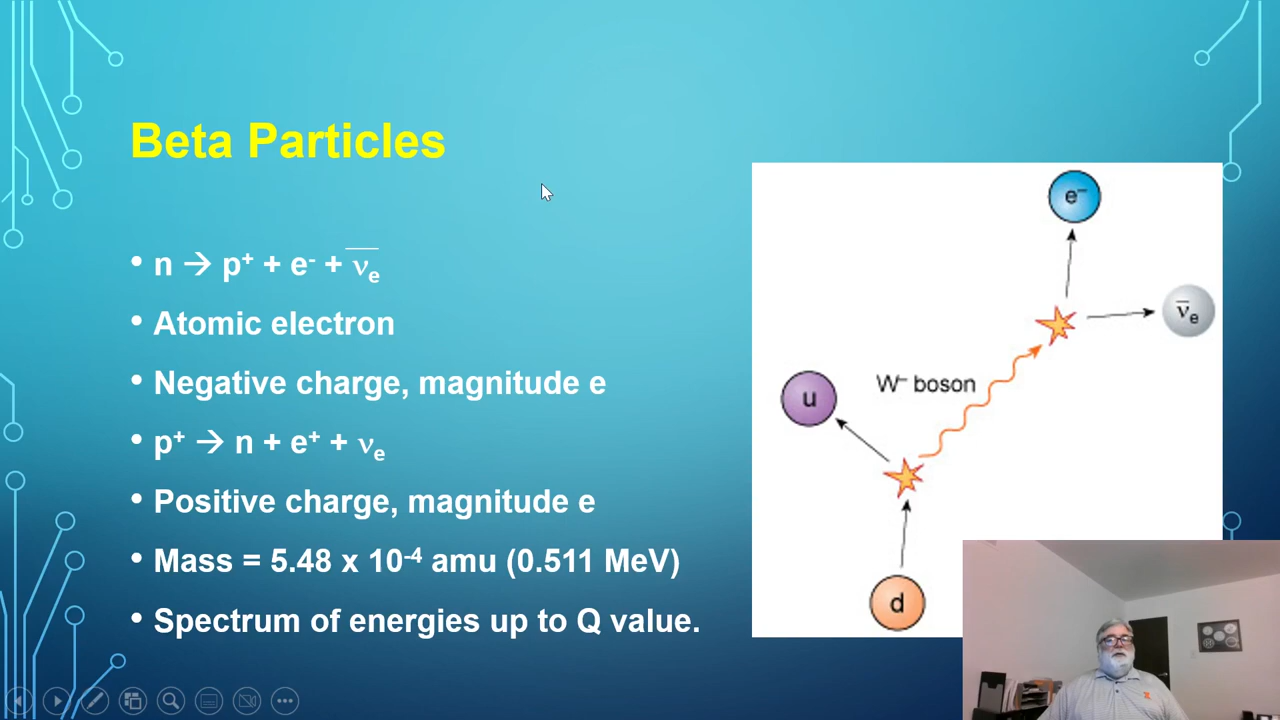 Beta Particles
• n → p⁺ + e⁻ + ν̅ₑ
• Atomic electron
• Negative charge, magnitude e
• p⁺ → n + e⁺ + νₑ
• Positive charge, magnitude e
• Mass = 5.48 x 10⁻⁴ amu (0.511 MeV)
• Spectrum of energies up to Q value.
e⁻
ν̅ₑ
W⁻ boson
u
d